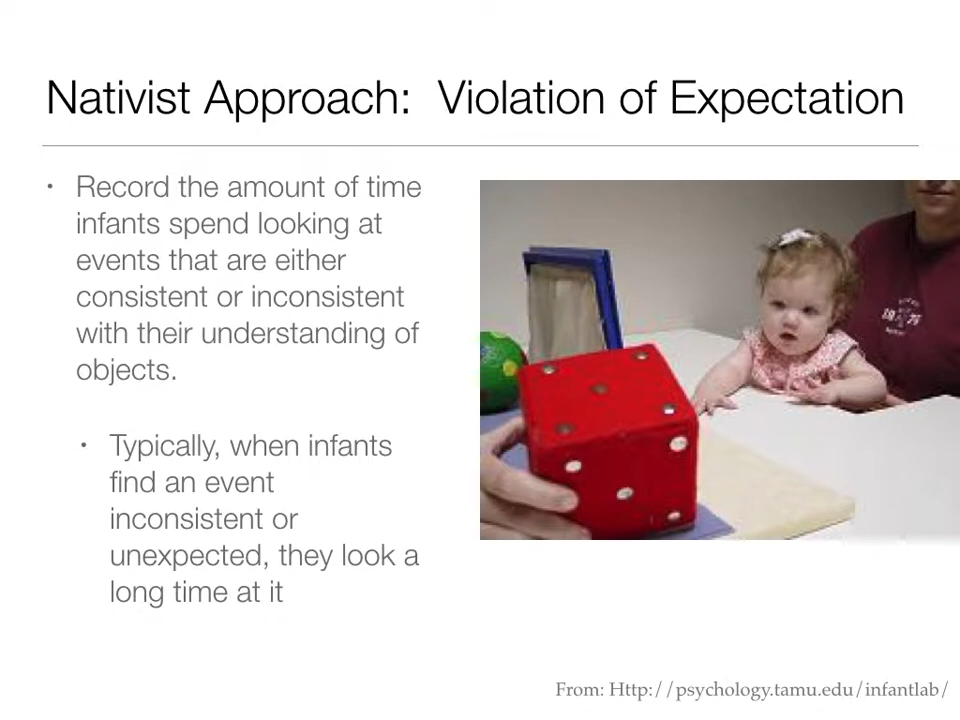 Nativist Approach: Violation of Expectation
• Record the amount of time
infants spend looking at
events that are either
consistent or inconsistent
with their understanding of
objects.
• Typically, when infants
find an event
inconsistent or
unexpected, they look a
long time at it
From: Http://psychology.tamu.edu/infantlab/